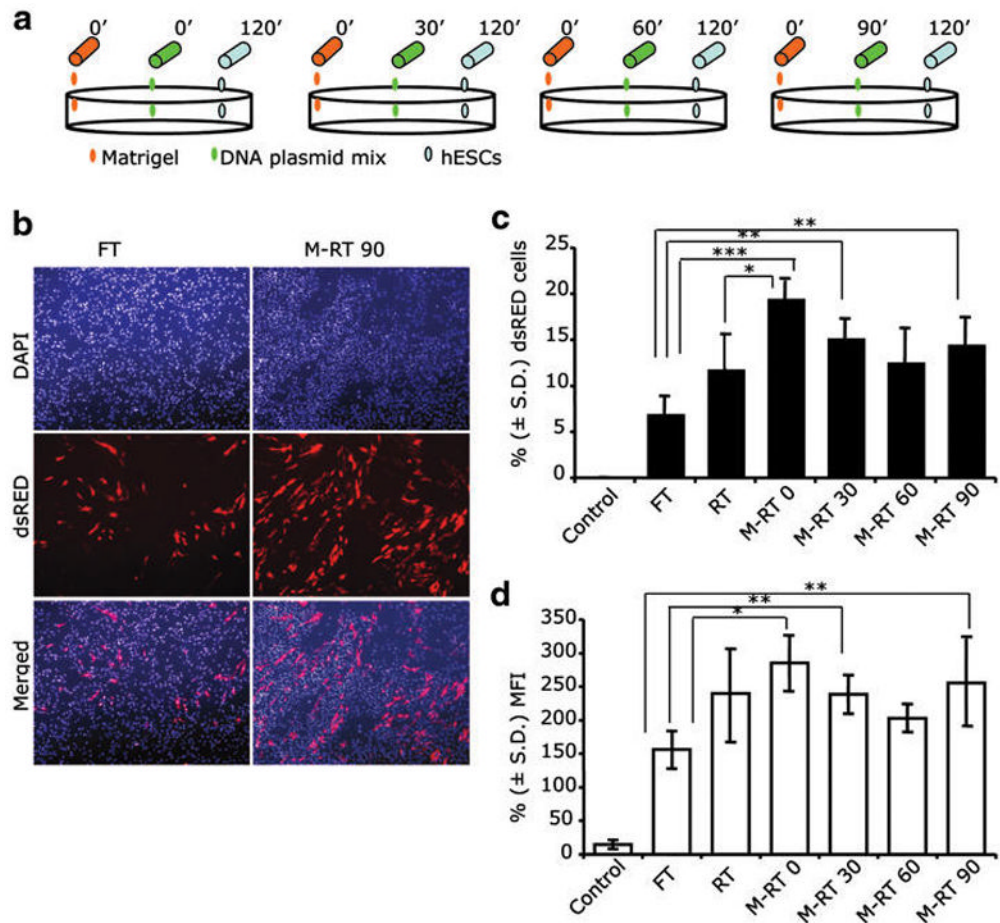 a
0′ 0′ 120′ 0′ 30′ 120′ 0′ 60′ 120′ 0′ 90′ 120′
Matrigel DNA plasmid mix hESCs
b
FT M-RT 90
DAPI
dsRED
Merqed
c
% (± S.D.) dsRED cells
25
20
15
10
5
0
**
**
***
*
Control FT RT M-RT 0 M-RT 30 M-RT 60 M-RT 90
d
% (± S.D.) MFI
350
300
250
200
150
100
50
0
**
**
*
Control FT RT M-RT 0 M-RT 30 M-RT 60 M-RT 90